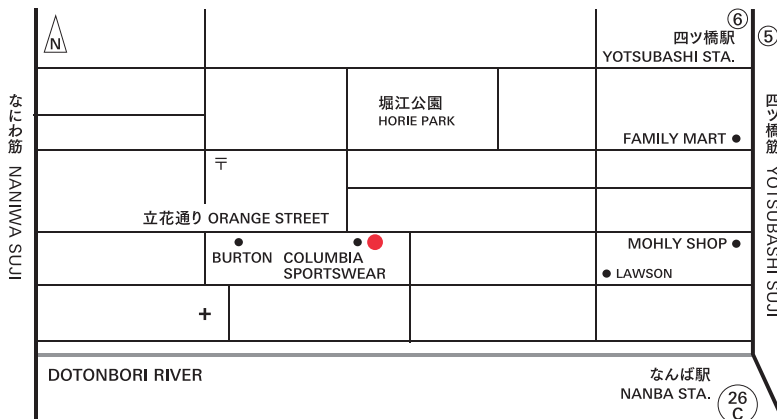 N
⑥
四ツ橋駅
YOTSUBASHI STA.
⑤
なにわ筋 NANIWA SUJI
堀江公園
HORIE PARK
四ツ橋筋 YOTSUBASHI SUJI
FAMILY MART
〒
立花通り ORANGE STREET
BURTON
COLUMBIA
SPORTSWEAR
MOHLY SHOP
LAWSON
DOTONBORI RIVER
なんば駅
NANBA STA.
26
C